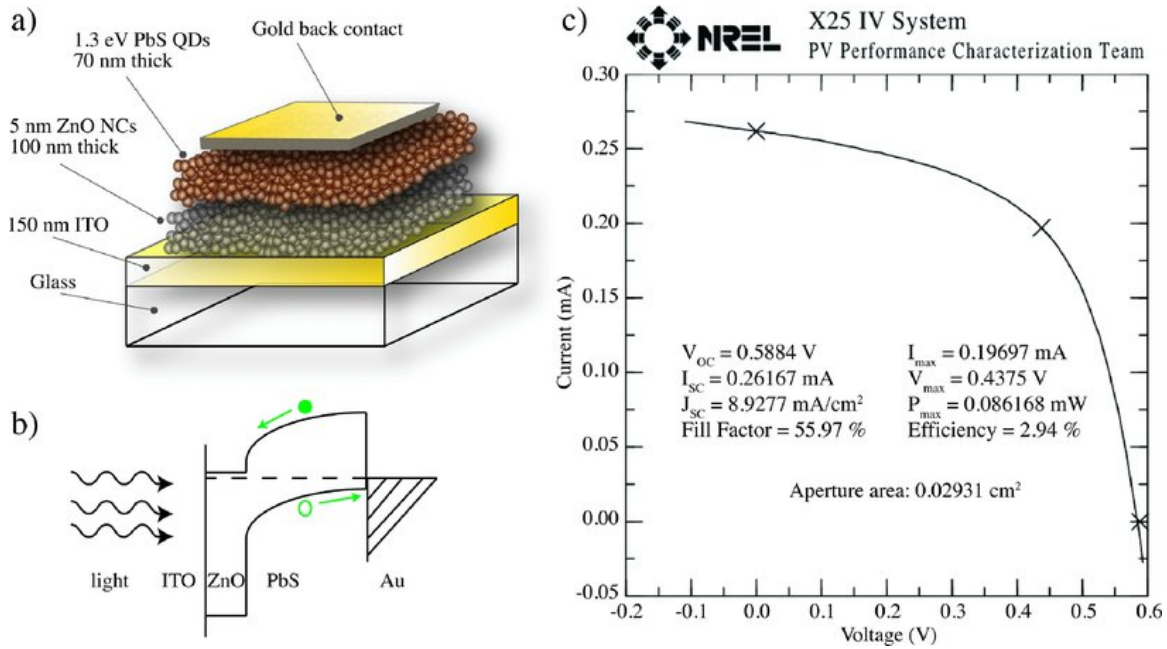 a)
1.3 eV PbS QDs
70 nm thick
Gold back contact
5 nm ZnO NCs
100 nm thick
150 nm ITO
Glass
b)
light
ITO
ZnO
PbS
Au
c)
NREL
X25 IV System
PV Performance Characterization Team
0.30
0.25
0.20
0.15
0.10
0.05
0.00
-0.05
Current (mA)
V_OC = 0.5884 V
I_SC = 0.26167 mA
J_SC = 8.9277 mA/cm²
Fill Factor = 55.97 %
I_max = 0.19697 mA
V_max = 0.4375 V
P_max = 0.086168 mW
Efficiency = 2.94 %
Aperture area: 0.02931 cm²
-0.2 -0.1 0.0 0.1 0.2 0.3 0.4 0.5 0.6
Voltage (V)